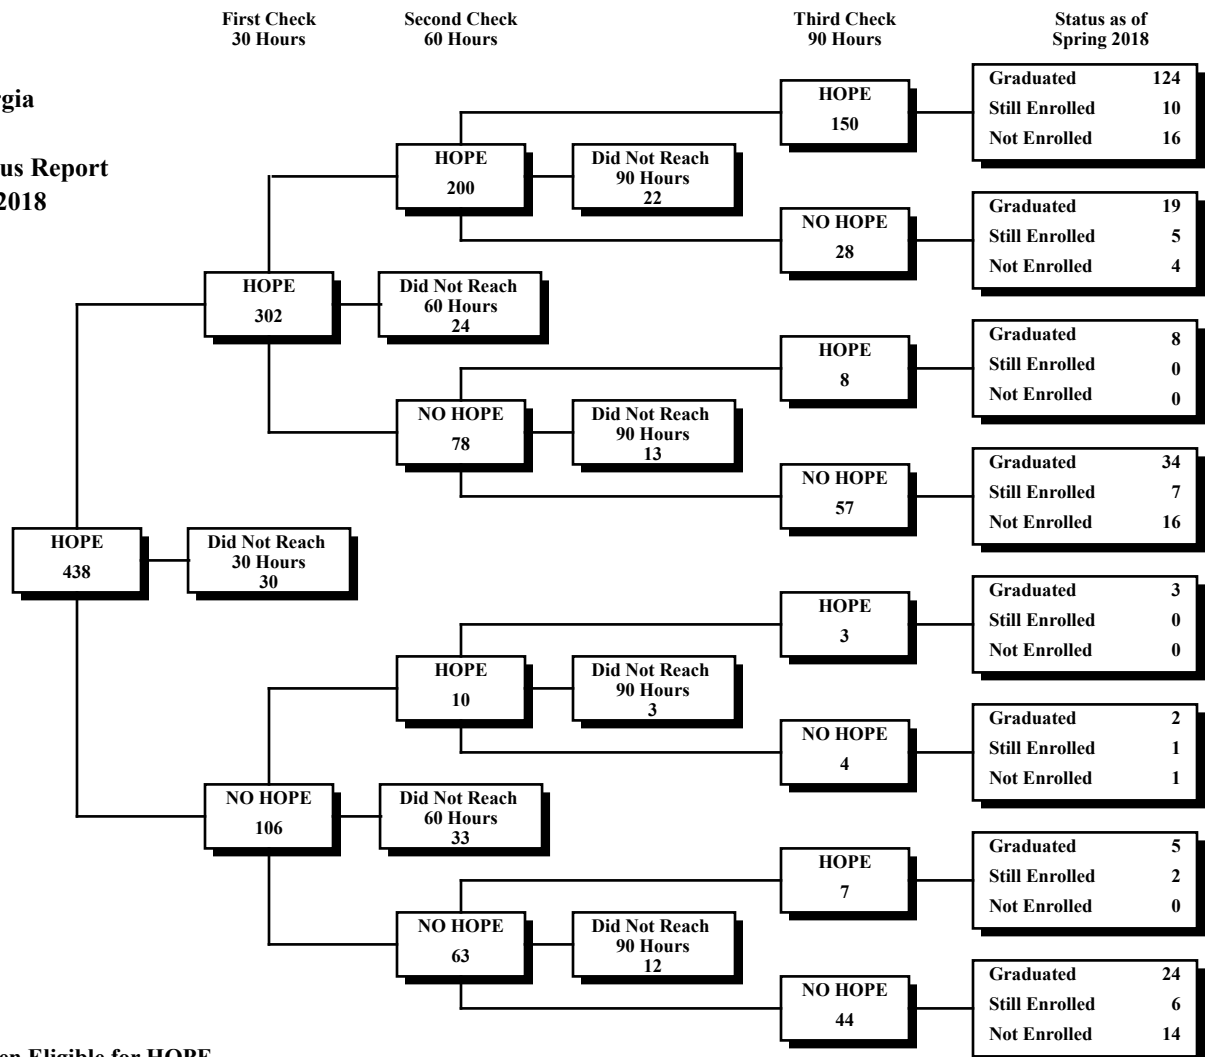 First Check
30 Hours
Second Check
60 Hours
Third Check
90 Hours
Status as of
Spring 2018
us Report
2018
HOPE
438
Did Not Reach
30 Hours
30
HOPE
302
Did Not Reach
60 Hours
24
NO HOPE
106
Did Not Reach
60 Hours
33
HOPE
200
Did Not Reach
90 Hours
22
NO HOPE
78
Did Not Reach
90 Hours
13
HOPE
10
Did Not Reach
90 Hours
3
NO HOPE
63
Did Not Reach
90 Hours
12
HOPE
150
Graduated 124
Still Enrolled 10
Not Enrolled 16
NO HOPE
28
Graduated 19
Still Enrolled 5
Not Enrolled 4
HOPE
8
Graduated 8
Still Enrolled 0
Not Enrolled 0
NO HOPE
57
Graduated 34
Still Enrolled 7
Not Enrolled 16
HOPE
3
Graduated 3
Still Enrolled 0
Not Enrolled 0
NO HOPE
4
Graduated 2
Still Enrolled 1
Not Enrolled 1
HOPE
7
Graduated 5
Still Enrolled 2
Not Enrolled 0
NO HOPE
44
Graduated 24
Still Enrolled 6
Not Enrolled 14
Eligible for HOPE